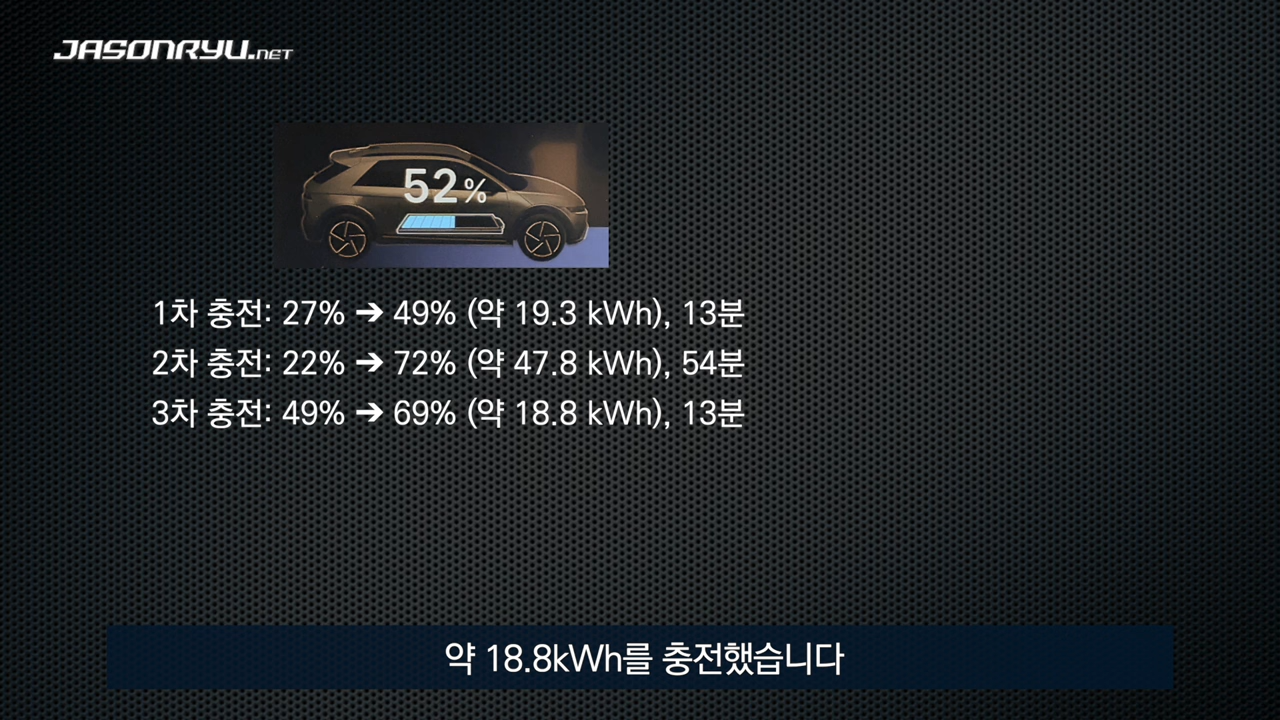 JASONRYU.NET
52%
1차 충전: 27% ➔ 49% (약 19.3 kWh), 13분
2차 충전: 22% ➔ 72% (약 47.8 kWh), 54분
3차 충전: 49% ➔ 69% (약 18.8 kWh), 13분
약 18.8kWh를 충전했습니다